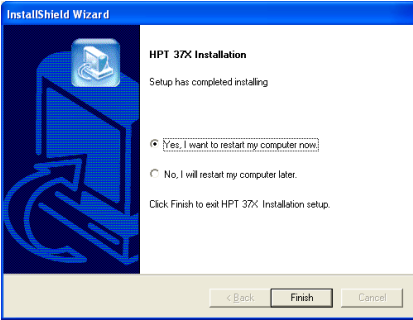 InstallShield Wizard
HPT 37X Installation
Setup has completed installing
Yes, I want to restart my computer now.
No, I will restart my computer later.
Click Finish to exit HPT 37X Installation setup.
< Back
Finish
Cancel